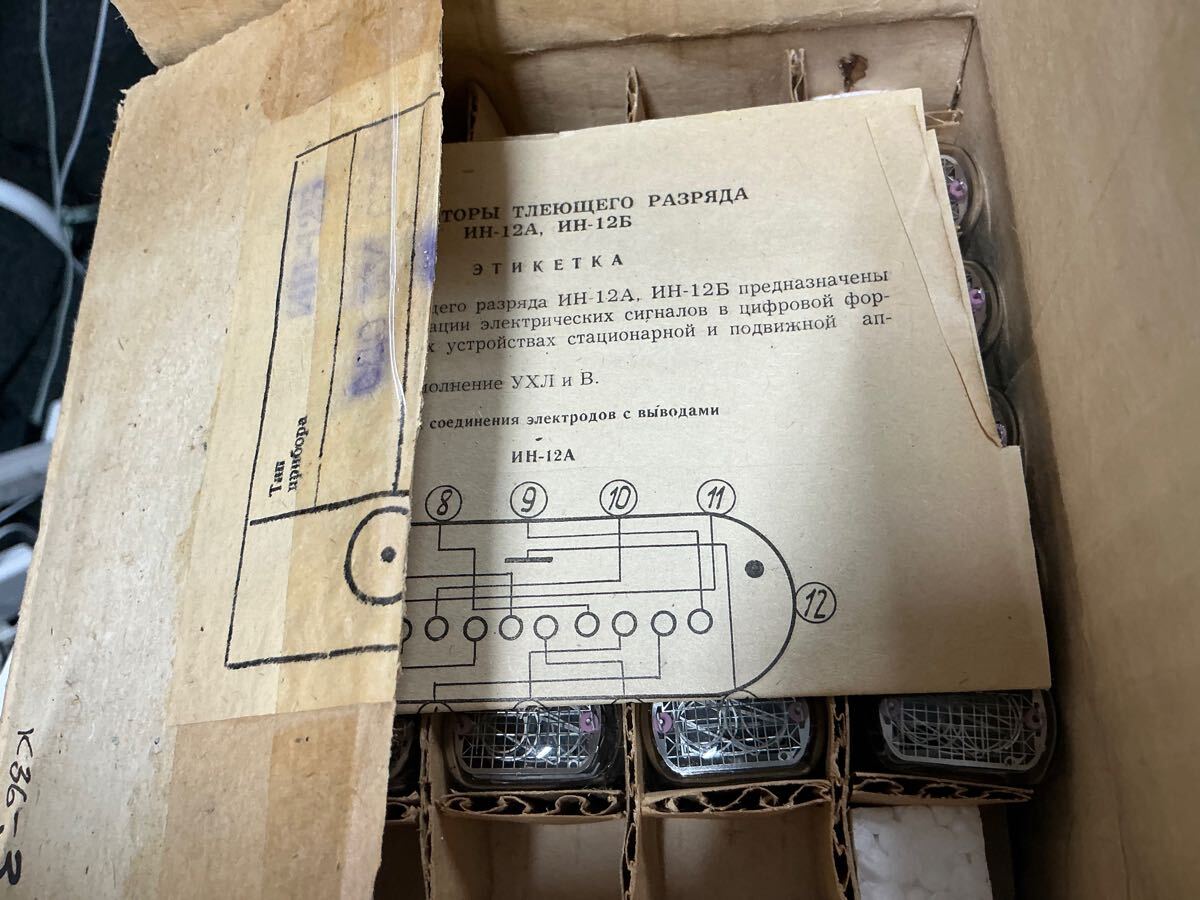 ТОРЫ ТЛЕЮЩЕГО РАЗРЯДА
ИН-12А, ИН-12Б
ЭТИКЕТКА
щего разряда ИН-12А, ИН-12Б предназначены
ации электрических сигналов в цифровой фор-
х устройствах стационарной и подвижной ап-
полнение УХЛ и В.
соединения электродов с выводами
ИН-12А
8 9 10 11
12
Тип
прибора